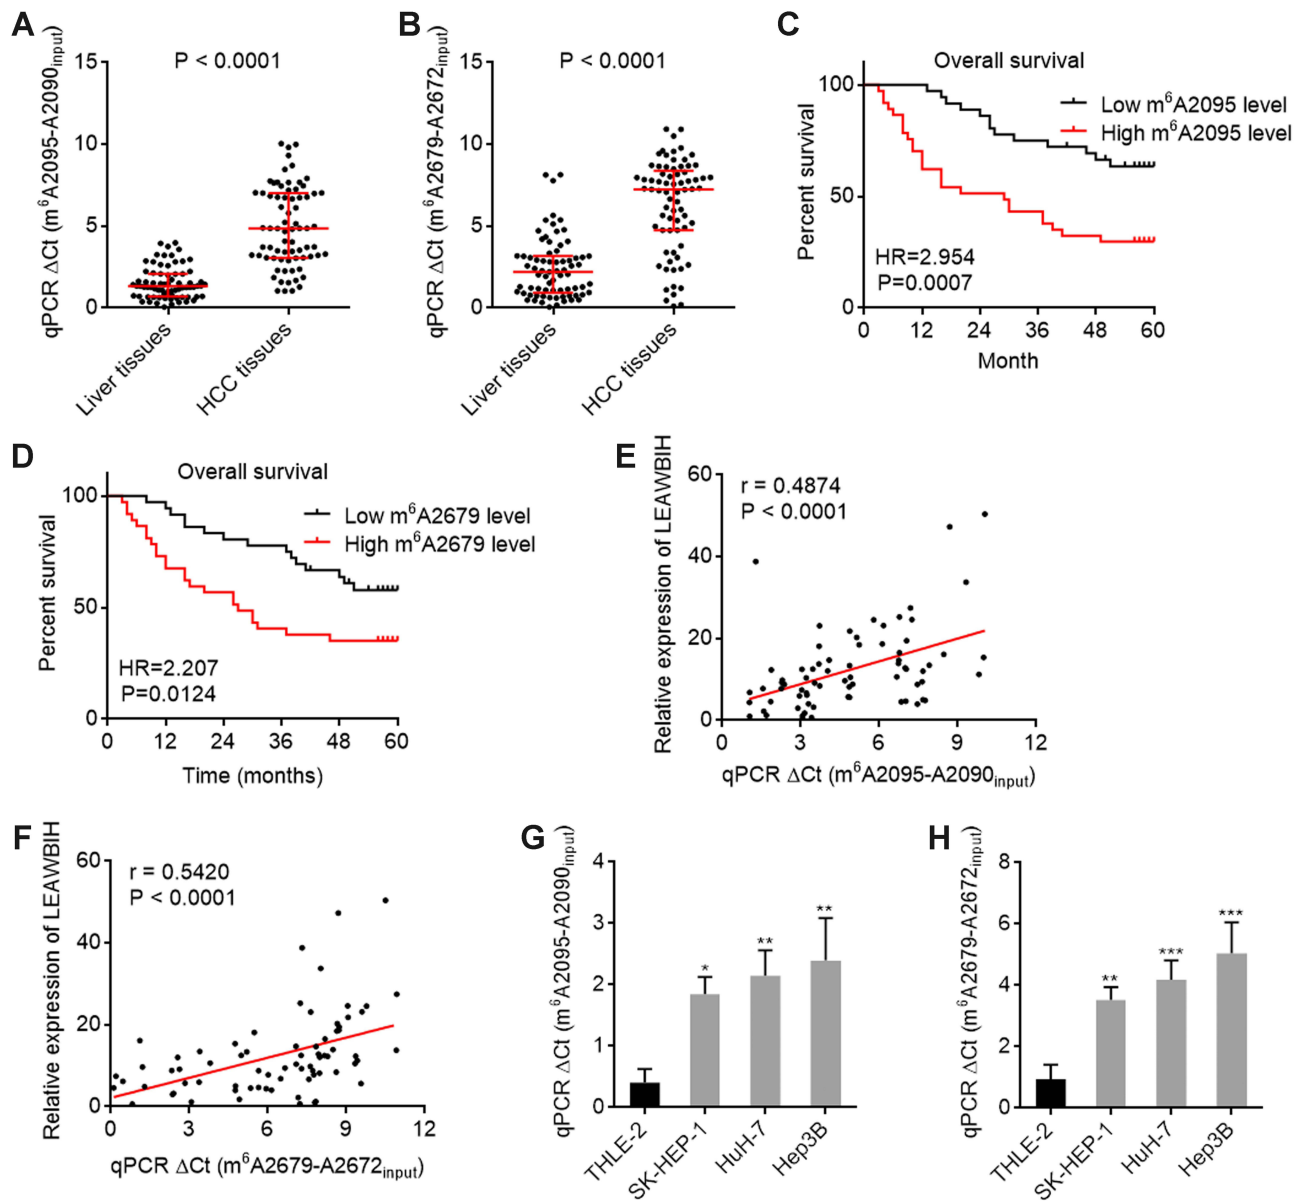 A
qPCR ΔCt (m⁶A2095-A2090input)
P < 0.0001
15
10
5
0
Liver tissues
HCC tissues
B
qPCR ΔCt (m⁶A2679-A2672input)
P < 0.0001
15
10
5
0
Liver tissues
HCC tissues
C
Overall survival
Percent survival
100
50
0
Low m⁶A2095 level
High m⁶A2095 level
HR=2.954
P=0.0007
0 12 24 36 48 60
Month
D
Overall survival
Percent survival
100
50
0
Low m⁶A2679 level
High m⁶A2679 level
HR=2.207
P=0.0124
0 12 24 36 48 60
Time (months)
E
Relative expression of LEAWBIH
r = 0.4874
P < 0.0001
60
40
20
0
0 3 6 9 12
qPCR ΔCt (m⁶A2095-A2090input)
F
Relative expression of LEAWBIH
r = 0.5420
P < 0.0001
60
40
20
0
0 3 6 9 12
qPCR ΔCt (m⁶A2679-A2672input)
G
qPCR ΔCt (m⁶A2095-A2090input)
4
3
2
1
0
*
**
**
THLE-2
SK-HEP-1
HuH-7
Hep3B
H
qPCR ΔCt (m⁶A2679-A2672input)
8
6
4
2
0
**
***
***
THLE-2
SK-HEP-1
HuH-7
Hep3B